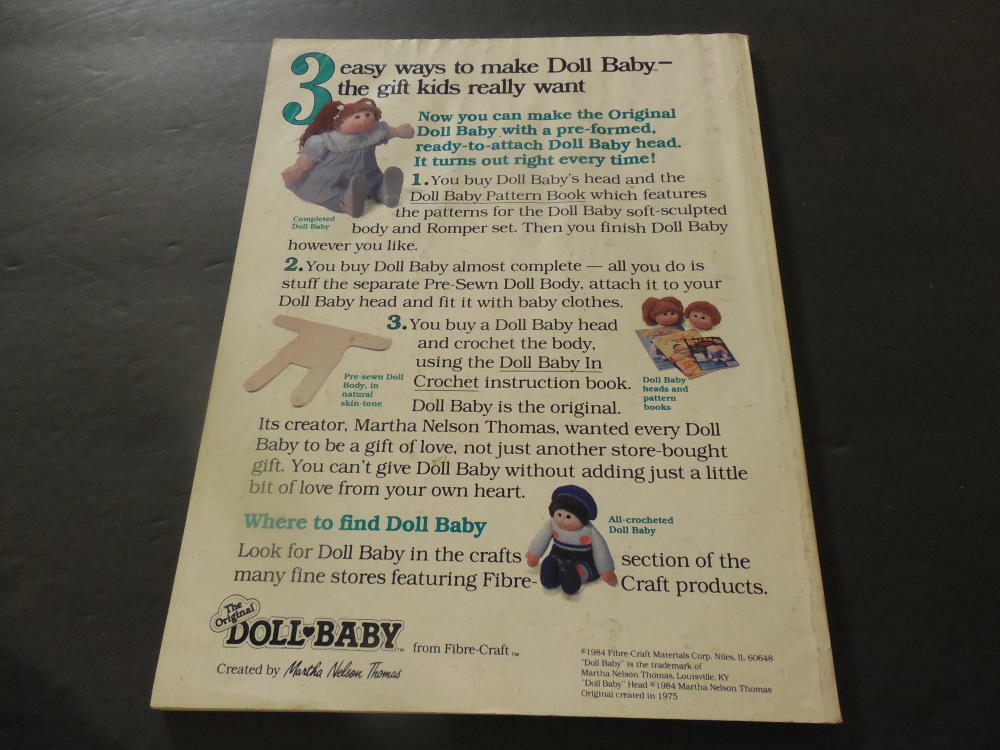 3 easy ways to make Doll Baby™—
the gift kids really want
Now you can make the Original
Doll Baby with a pre-formed,
ready-to-attach Doll Baby head.
It turns out right every time!
1. You buy Doll Baby's head and the
Doll Baby Pattern Book which features
the patterns for the Doll Baby soft-sculpted
body and Romper set. Then you finish Doll Baby
however you like.
Completed
Doll Baby
2. You buy Doll Baby almost complete — all you do is
stuff the separate Pre-Sewn Doll Body, attach it to your
Doll Baby head and fit it with baby clothes.
3. You buy a Doll Baby head
and crochet the body,
using the Doll Baby In
Crochet instruction book.
Pre-sewn Doll
Body, in
natural
skin-tone
Doll Baby
heads and
pattern
books
Doll Baby is the original.
Its creator, Martha Nelson Thomas, wanted every Doll
Baby to be a gift of love, not just another store-bought
gift. You can't give Doll Baby without adding just a little
bit of love from your own heart.
Where to find Doll Baby
All-crocheted
Doll Baby
Look for Doll Baby in the crafts section of the
many fine stores featuring Fibre-Craft products.
The
Original
DOLL♥BABY™ from Fibre-Craft™
Created by Martha Nelson Thomas
©1984 Fibre-Craft Materials Corp. Niles, IL 60648
"Doll Baby" is the trademark of
Martha Nelson Thomas, Louisville, KY
"Doll Baby" Head ©1984 Martha Nelson Thomas
Original created in 1975